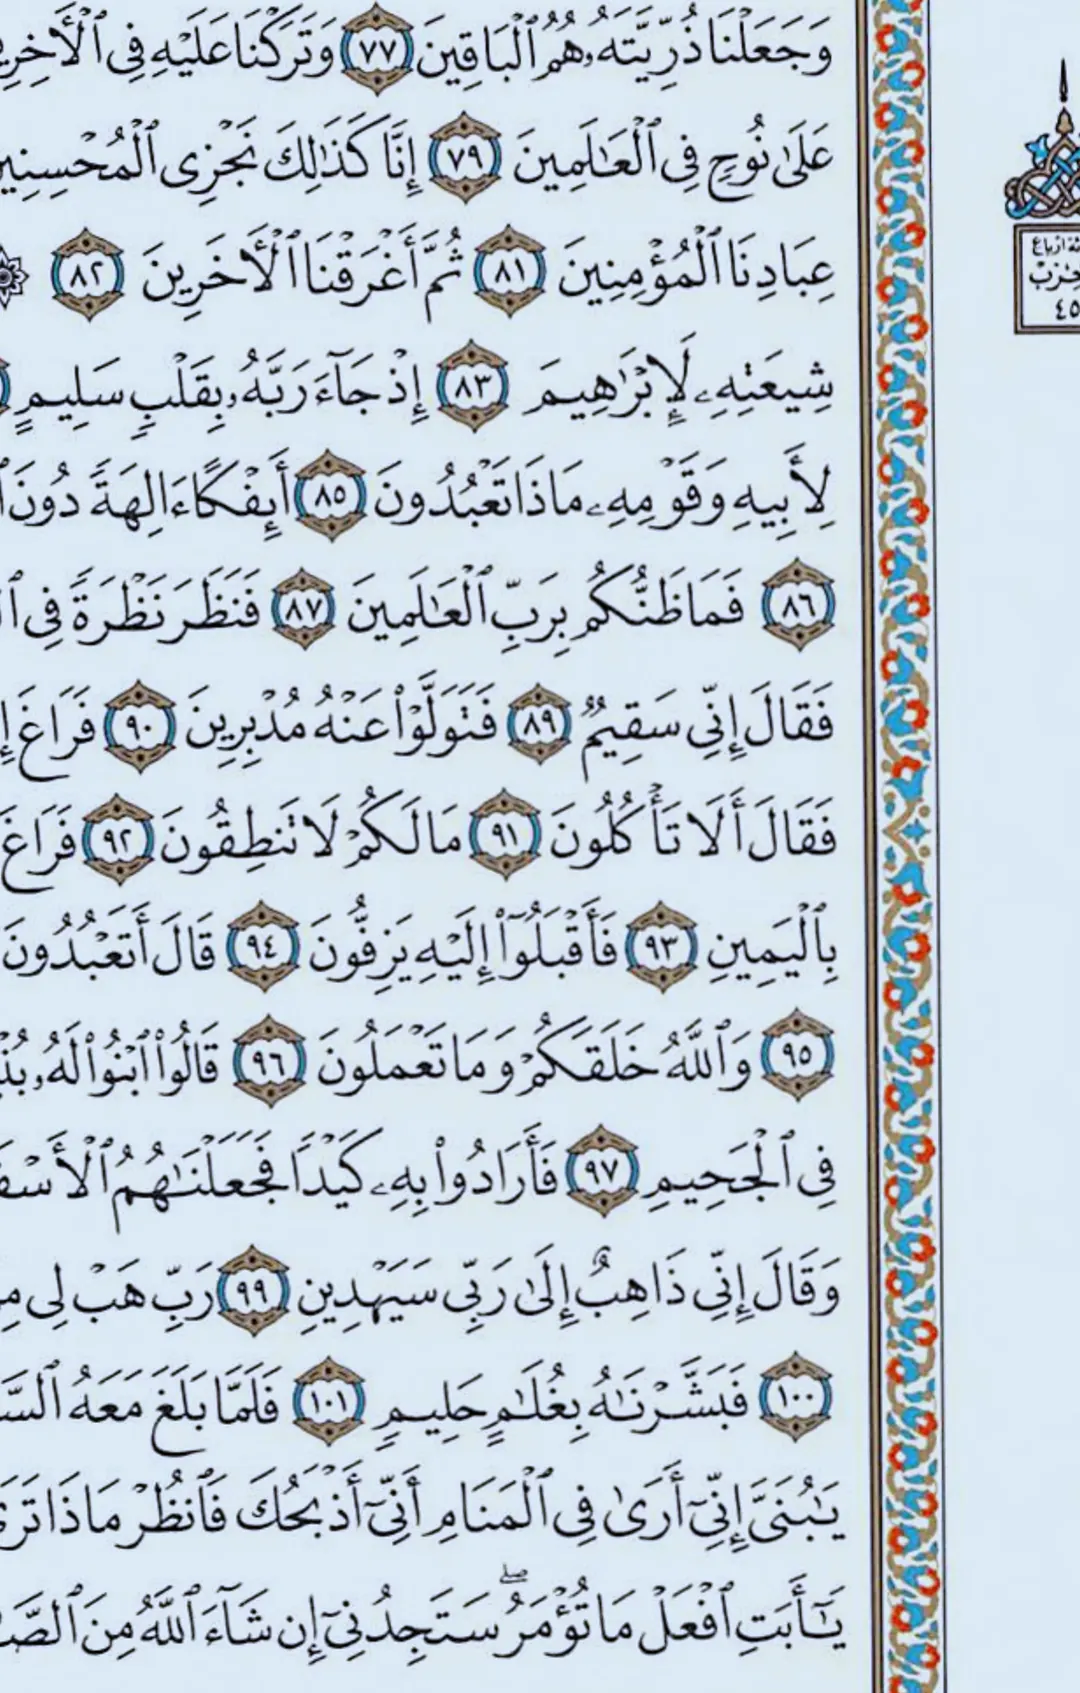 وَجَعَلْنَا ذُرِّيَّتَهُۥ هُمُ ٱلْبَاقِينَ ٧٧ وَتَرَكْنَا عَلَيْهِ فِى
عَلَىٰ نُوحٍ فِى ٱلْعَٰلَمِينَ ٧٩ إِنَّا كَذَٰلِكَ نَجْزِى
عِبَادِنَا ٱلْمُؤْمِنِينَ ٨١ ثُمَّ أَغْرَقْنَا ٱلْأَخَرِينَ ٨٢ ۞
شِيعَتِهِۦ لَإِبْرَٰهِيمَ ٨٣ إِذْ جَآءَ رَبَّهُۥ بِقَلْبٍ سَلِيمٍ
لِأَبِيهِ وَقَوْمِهِۦ مَاذَا تَعْبُدُونَ ٨٥ أَئِفْكًا ءَالِهَةً دُونَ
٨٦ فَمَا ظَنُّكُم بِرَبِّ ٱلْعَٰلَمِينَ ٨٧ فَنَظَرَ نَظْرَةً فِى
فَقَالَ إِنِّى سَقِيمٌ ٨٩ فَتَوَلَّوْا۟ عَنْهُ مُدْبِرِينَ ٩٠ فَرَاغَ
فَقَالَ أَلَا تَأْكُلُونَ ٩١ مَا لَكُمْ لَا تَنطِقُونَ ٩٢ فَرَاغَ
بِٱلْيَمِينِ ٩٣ فَأَقْبَلُوٓا۟ إِلَيْهِ يَزِفُّونَ ٩٤ قَالَ أَتَعْبُدُونَ
٩٥ وَٱللَّهُ خَلَقَكُمْ وَمَا تَعْمَلُونَ ٩٦ قَالُوا۟ ٱبْنُوا۟ لَهُۥ
فِى ٱلْجَحِيمِ ٩٧ فَأَرَادُوا۟ بِهِۦ كَيْدًا فَجَعَلْنَٰهُمُ
وَقَالَ إِنِّى ذَاهِبٌ إِلَىٰ رَبِّى سَيَهْدِينِ ٩٩ رَبِّ هَبْ لِى
١٠٠ فَبَشَّرْنَٰهُ بِغُلَٰمٍ حَلِيمٍ ١٠١ فَلَمَّا بَلَغَ مَعَهُ
يَٰبُنَىَّ إِنِّىٓ أَرَىٰ فِى ٱلْمَنَامِ أَنِّىٓ أَذْبَحُكَ فَٱنظُرْ مَاذَا
يَٰٓأَبَتِ ٱفْعَلْ مَا تُؤْمَرُ ۖ سَتَجِدُنِىٓ إِن شَآءَ ٱللَّهُ مِنَ
أرباع
٤٥